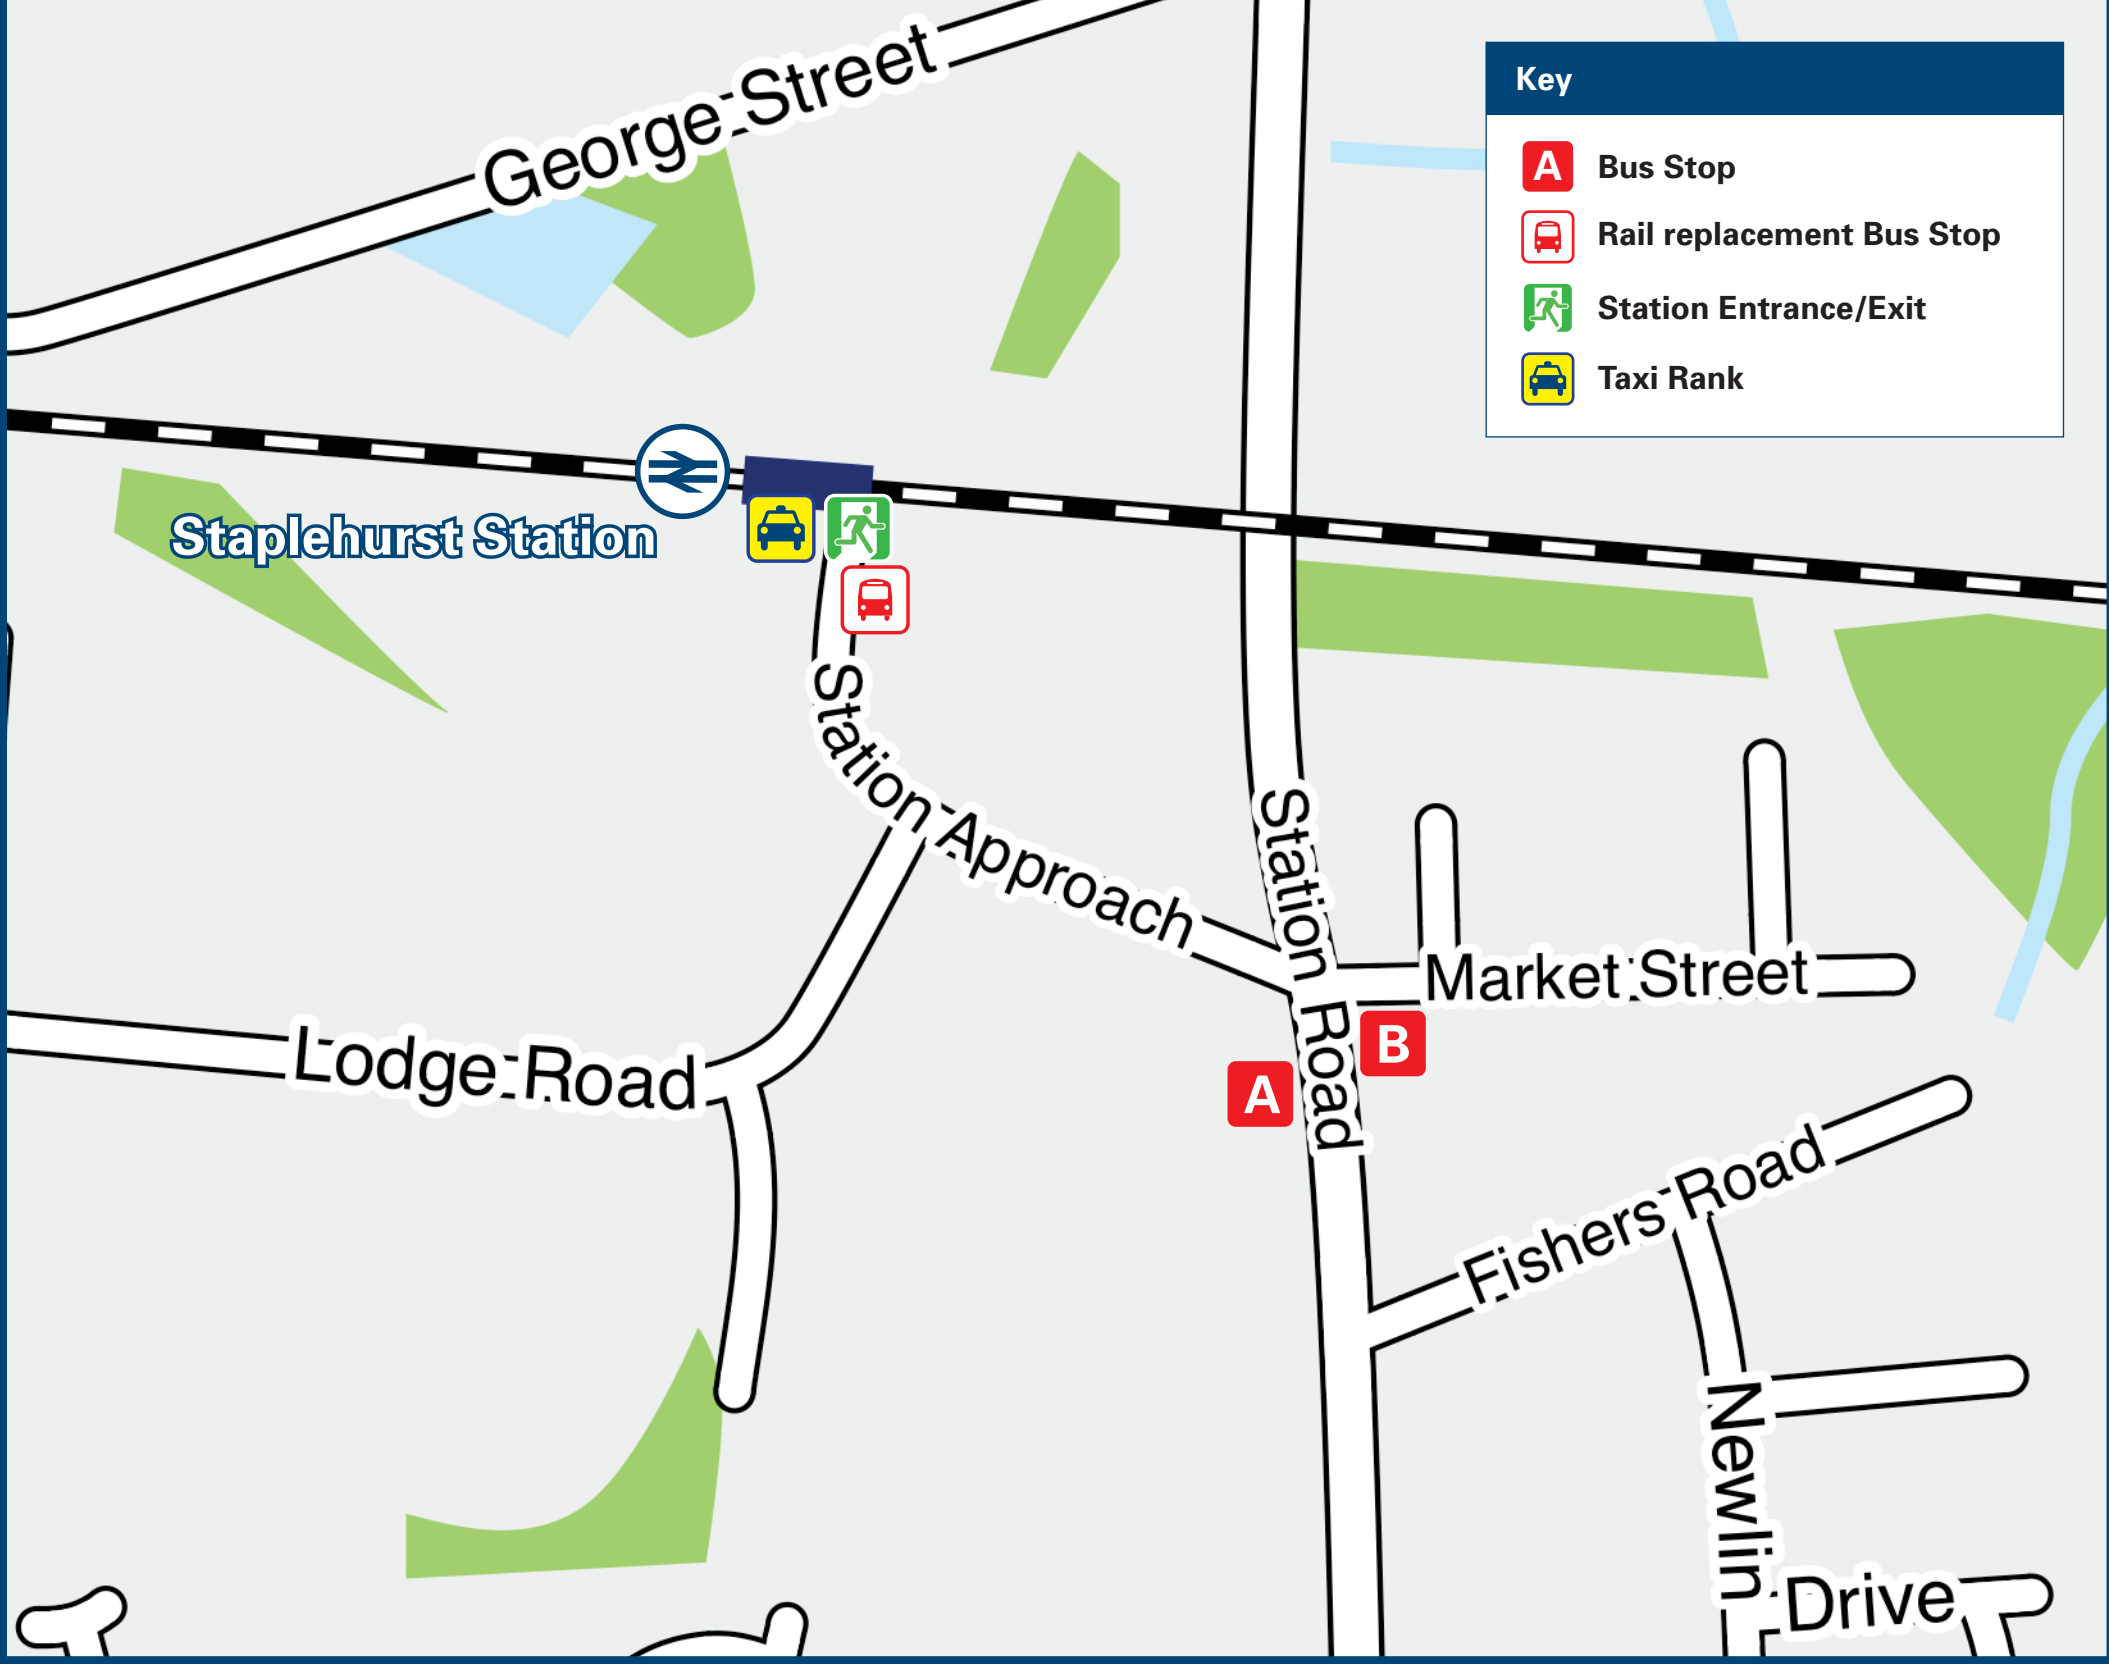 George Street
Key
A Bus Stop
Rail replacement Bus Stop
Station Entrance/Exit
Taxi Rank
Staplehurst Station
Station Approach
Station Road
Market Street
B
A
Lodge Road
Fishers Road
Newlin
Drive